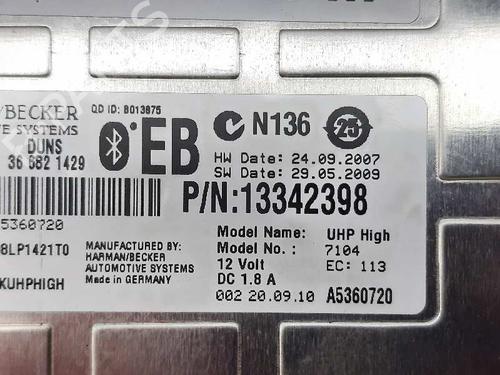 /BECKER
VE SYSTEMS
QD ID: B013875
DUNS
36 682 1429
EB
N136
25
HW Date: 24.09.2007
SW Date: 29.05.2009
P/N:13342398
5360720
8LP1421T0
KUHPHIGH
MANUFACTURED BY:
HARMAN/BECKER
AUTOMOTIVE SYSTEMS
Made in GERMANY
Model Name: UHP High
Model No.: 7104
12 Volt EC: 113
DC 1.8 A
002 20.09.10 A5360720